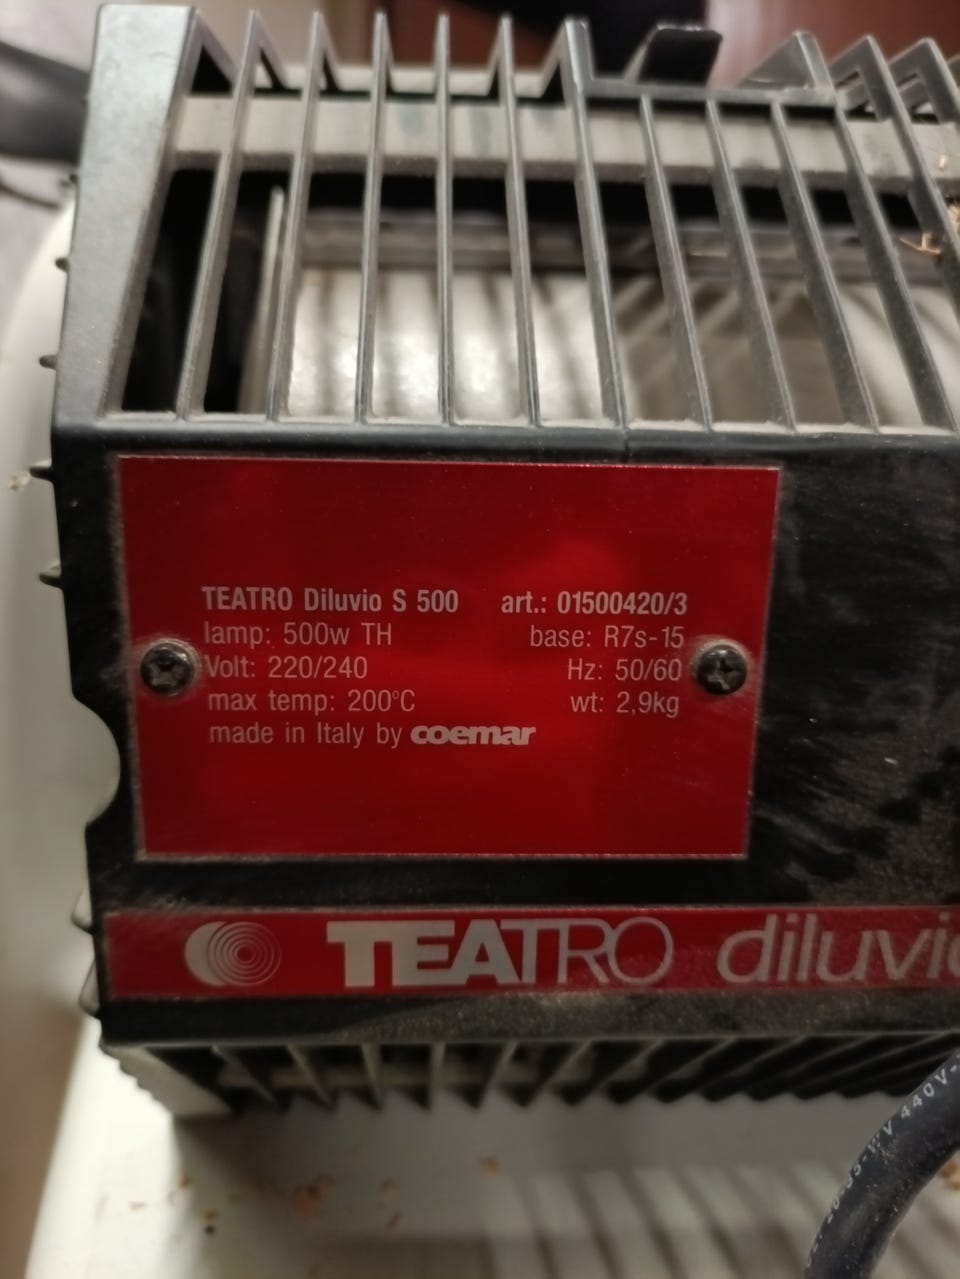 TEATRO Diluvio S 500 art.: 01500420/3
lamp: 500w TH base: R7s-15
Volt: 220/240 Hz: 50/60
max temp: 200°C wt: 2,9kg
made in Italy by coemar
TEATRO diluvio
440V-